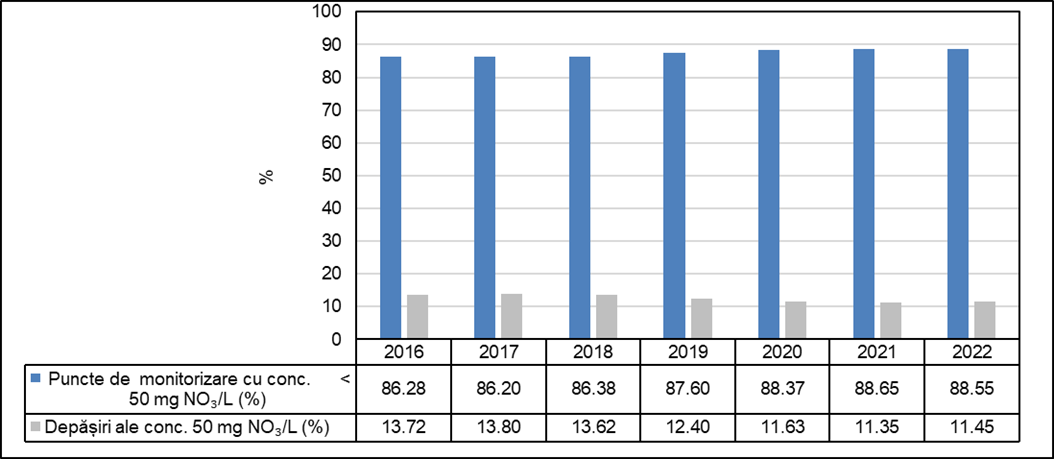 100
90
80
70
60
50
40
30
20
10
0
%
2016 2017 2018 2019 2020 2021 2022
Puncte de monitorizare cu conc. <
50 mg NO₃/L (%)
86.28 86.20 86.38 87.60 88.37 88.65 88.55
Depășiri ale conc. 50 mg NO₃/L (%) 13.72 13.80 13.62 12.40 11.63 11.35 11.45